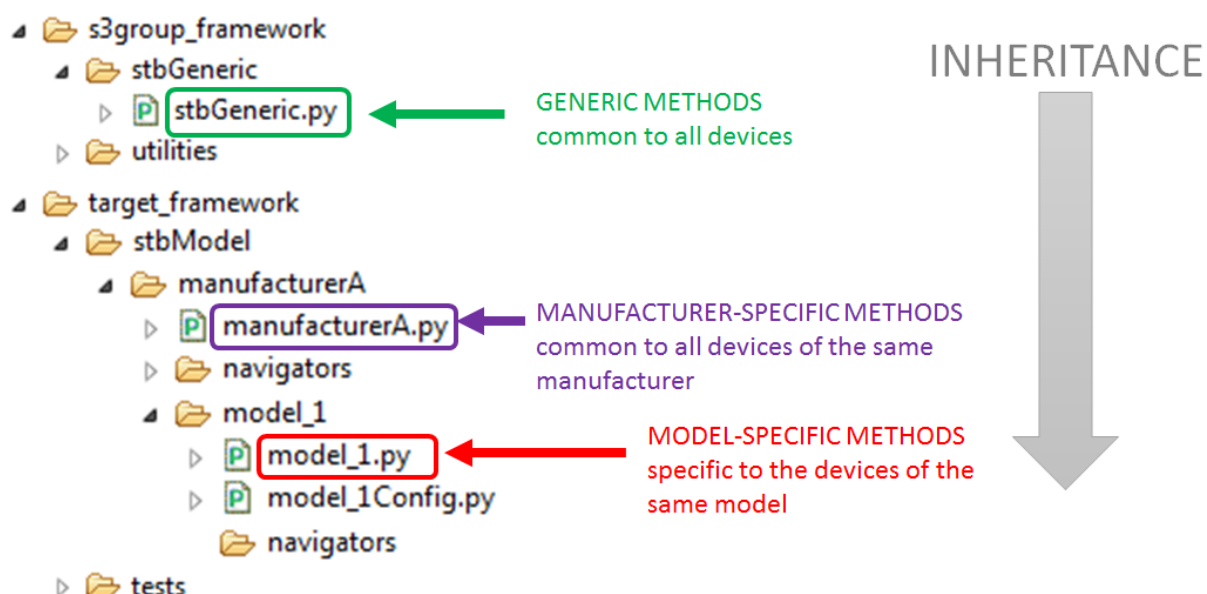 s3group_framework
INHERITANCE
stbGeneric
stbGeneric.py
GENERIC METHODS
common to all devices
utilities
target_framework
stbModel
manufacturerA
manufacturerA.py
MANUFACTURER-SPECIFIC METHODS
common to all devices of the same
manufacturer
navigators
model_1
model_1.py
MODEL-SPECIFIC METHODS
specific to the devices of the
same model
model_1Config.py
navigators
tests